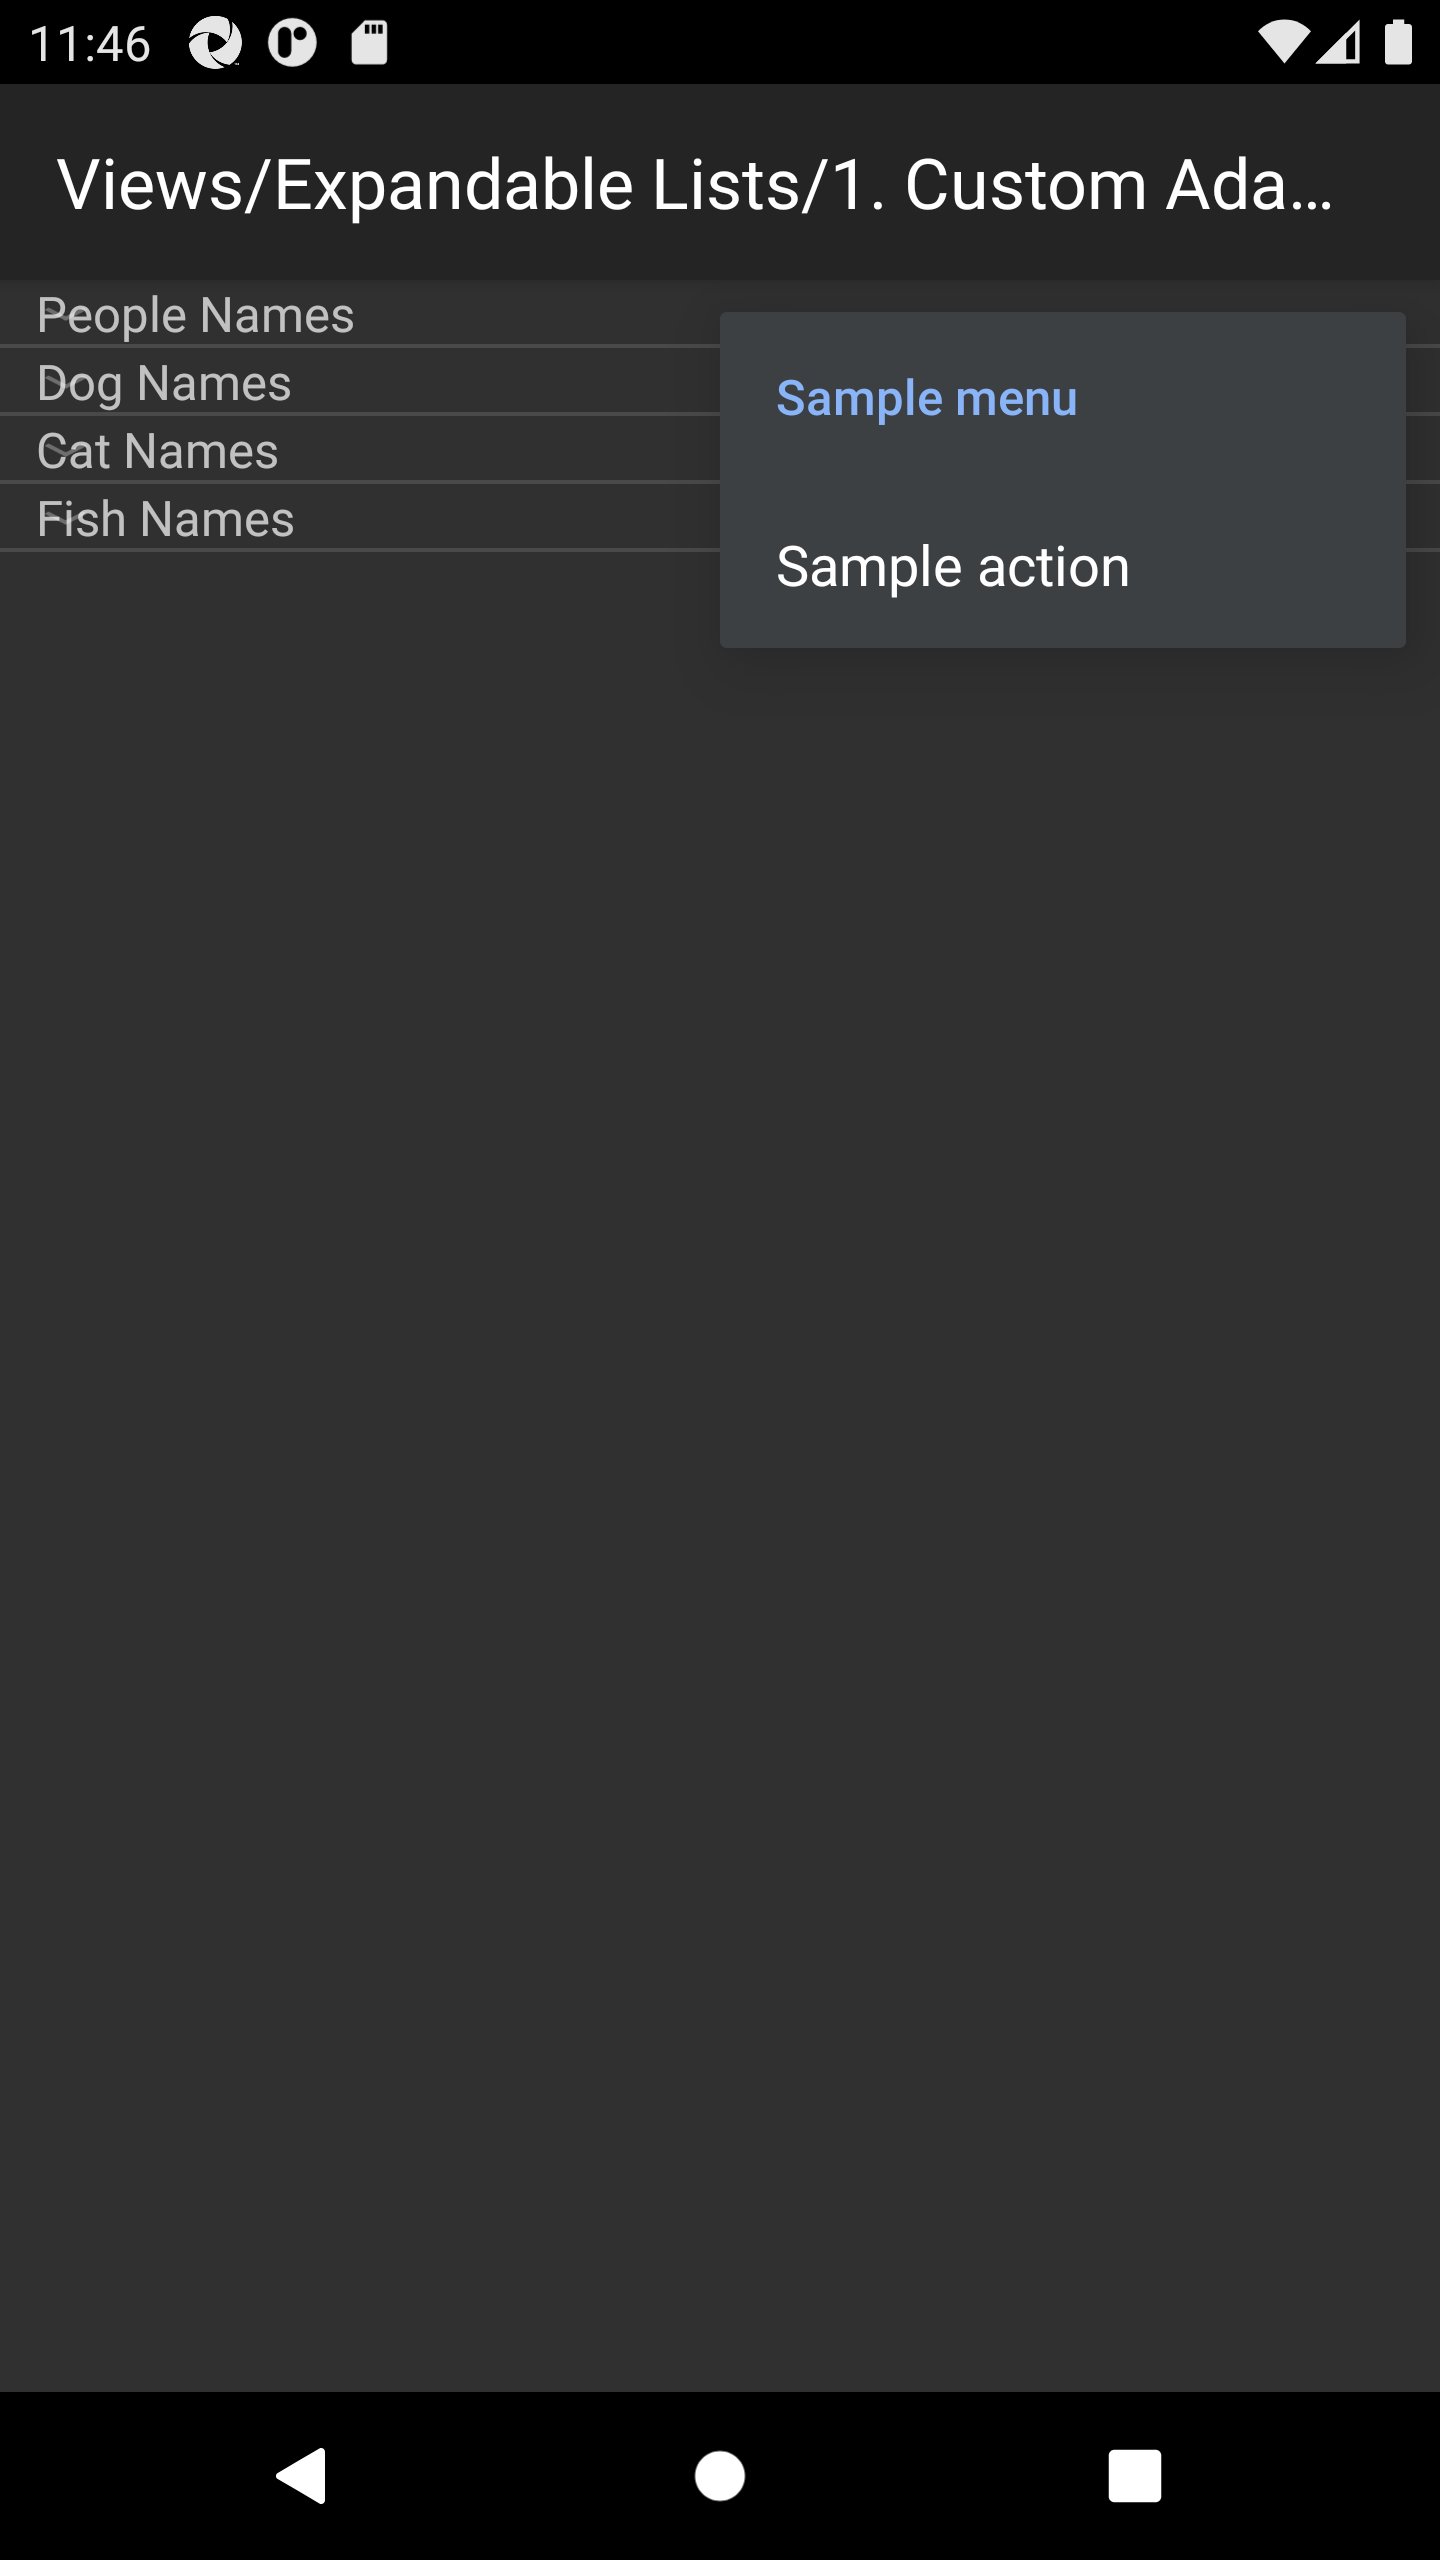 11:46
Views/Expandable Lists/1. Custom Ada…
People Names
Dog Names
Cat Names
Fish Names
Sample menu
Sample action